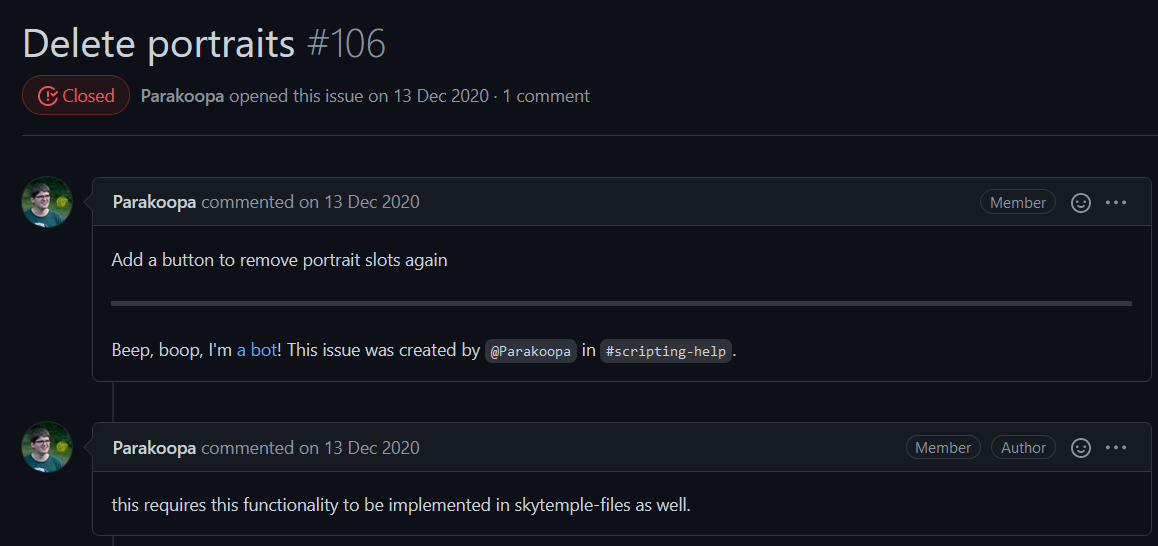 Delete portraits #106
Closed Parakoopa opened this issue on 13 Dec 2020 · 1 comment
Parakoopa commented on 13 Dec 2020 Member
Add a button to remove portrait slots again
Beep, boop, I'm a bot! This issue was created by @Parakoopa in #scripting-help.
Parakoopa commented on 13 Dec 2020 Member Author
this requires this functionality to be implemented in skytemple-files as well.